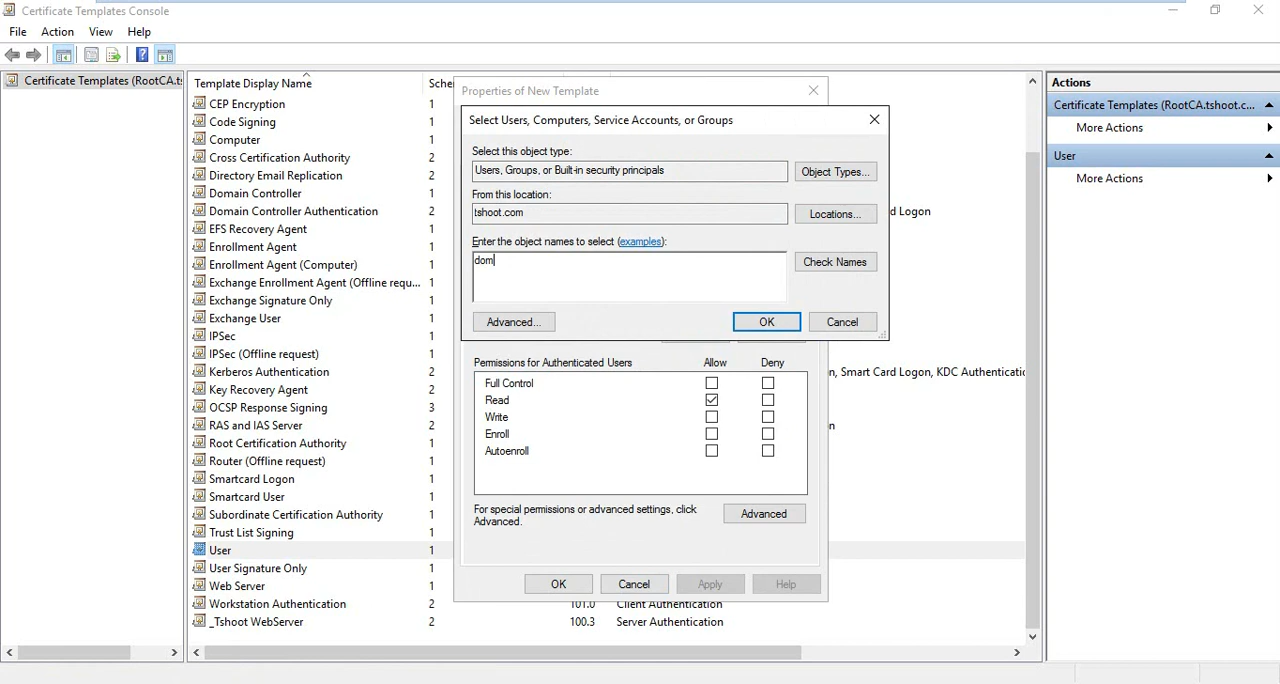 Certificate Templates Console
File Action View Help
Certificate Templates (RootCA.ts
Template Display Name Sche
CEP Encryption 1
Code Signing 1
Computer 1
Cross Certification Authority 2
Directory Email Replication 2
Domain Controller 1
Domain Controller Authentication 2
EFS Recovery Agent 1
Enrollment Agent 1
Enrollment Agent (Computer) 1
Exchange Enrollment Agent (Offline requ... 1
Exchange Signature Only 1
Exchange User 1
IPSec 1
IPSec (Offline request) 1
Kerberos Authentication 2
Key Recovery Agent 2
OCSP Response Signing 3
RAS and IAS Server 2
Root Certification Authority 1
Router (Offline request) 1
Smartcard Logon 1
Smartcard User 1
Subordinate Certification Authority 1
Trust List Signing 1
User 1
User Signature Only 1
Web Server 1
Workstation Authentication 2 101.0 Client Authentication
_Tshoot WebServer 2 100.3 Server Authentication
d Logon
n, Smart Card Logon, KDC Authenticatio
n
Properties of New Template
Select Users, Computers, Service Accounts, or Groups
Select this object type:
Users, Groups, or Built-in security principals Object Types...
From this location:
tshoot.com Locations...
Enter the object names to select (examples):
dom Check Names
Advanced... OK Cancel
Permissions for Authenticated Users Allow Deny
Full Control
Read
Write
Enroll
Autoenroll
For special permissions or advanced settings, click
Advanced. Advanced
OK Cancel Apply Help
Actions
Certificate Templates (RootCA.tshoot.c...
More Actions
User
More Actions